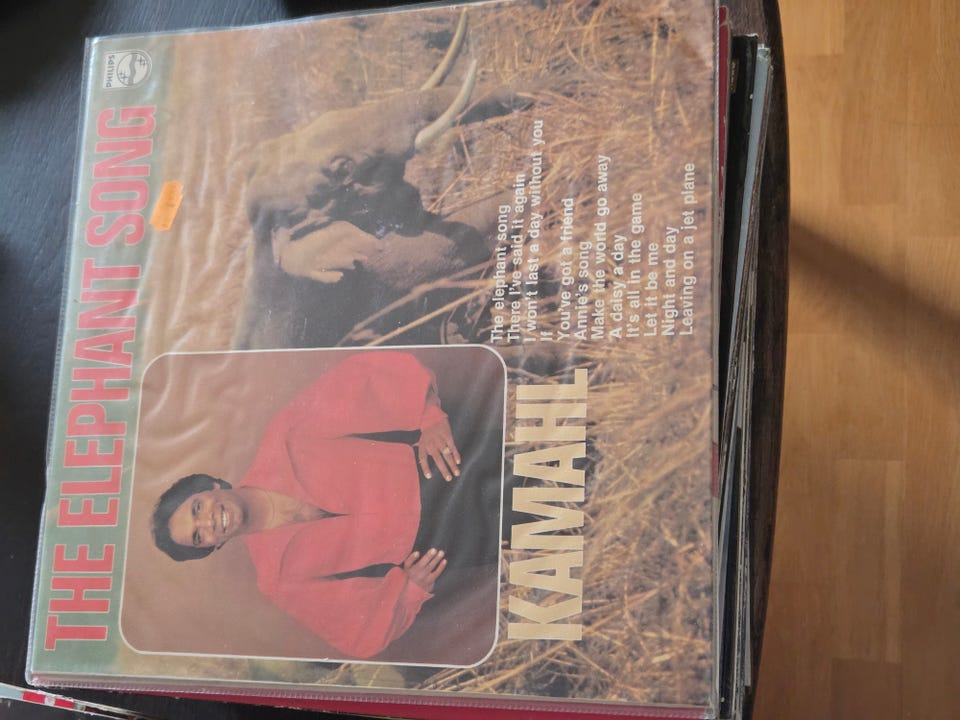 PHILIPS
THE ELEPHANT SONG
The elephant song
There I've said it again
I won't last a day without you
If
You've got a friend
Annie's song
Make the world go away
A daisy a day
It's all in the game
Let it be me
Night and day
Leaving on a jet plane
KAMAHL